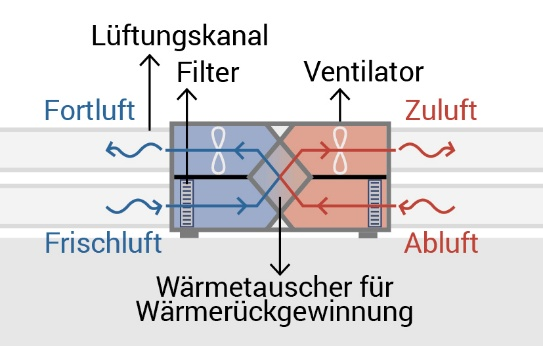 Lüftungskanal
Filter
Ventilator
Fortluft
Zuluft
Frischluft
Abluft
Wärmetauscher für
Wärmerückgewinnung